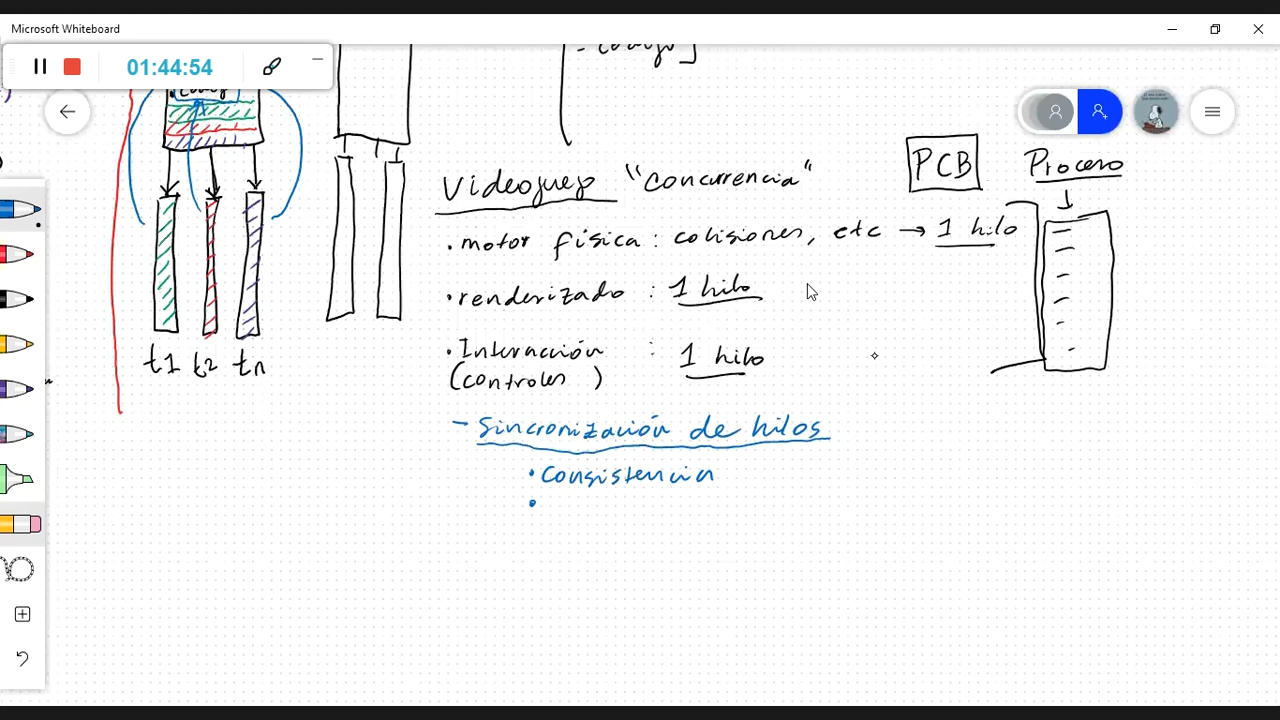 Microsoft Whiteboard
01:44:54
código]
Videojuego "concurrencia"
PCB
Proceso
• motor física : colisiones, etc → 1 hilo
• renderizado : 1 hilo
• Interacción : 1 hilo
(controles )
t1 t2 tn
- Sincronización de hilos
• Consistencia
•